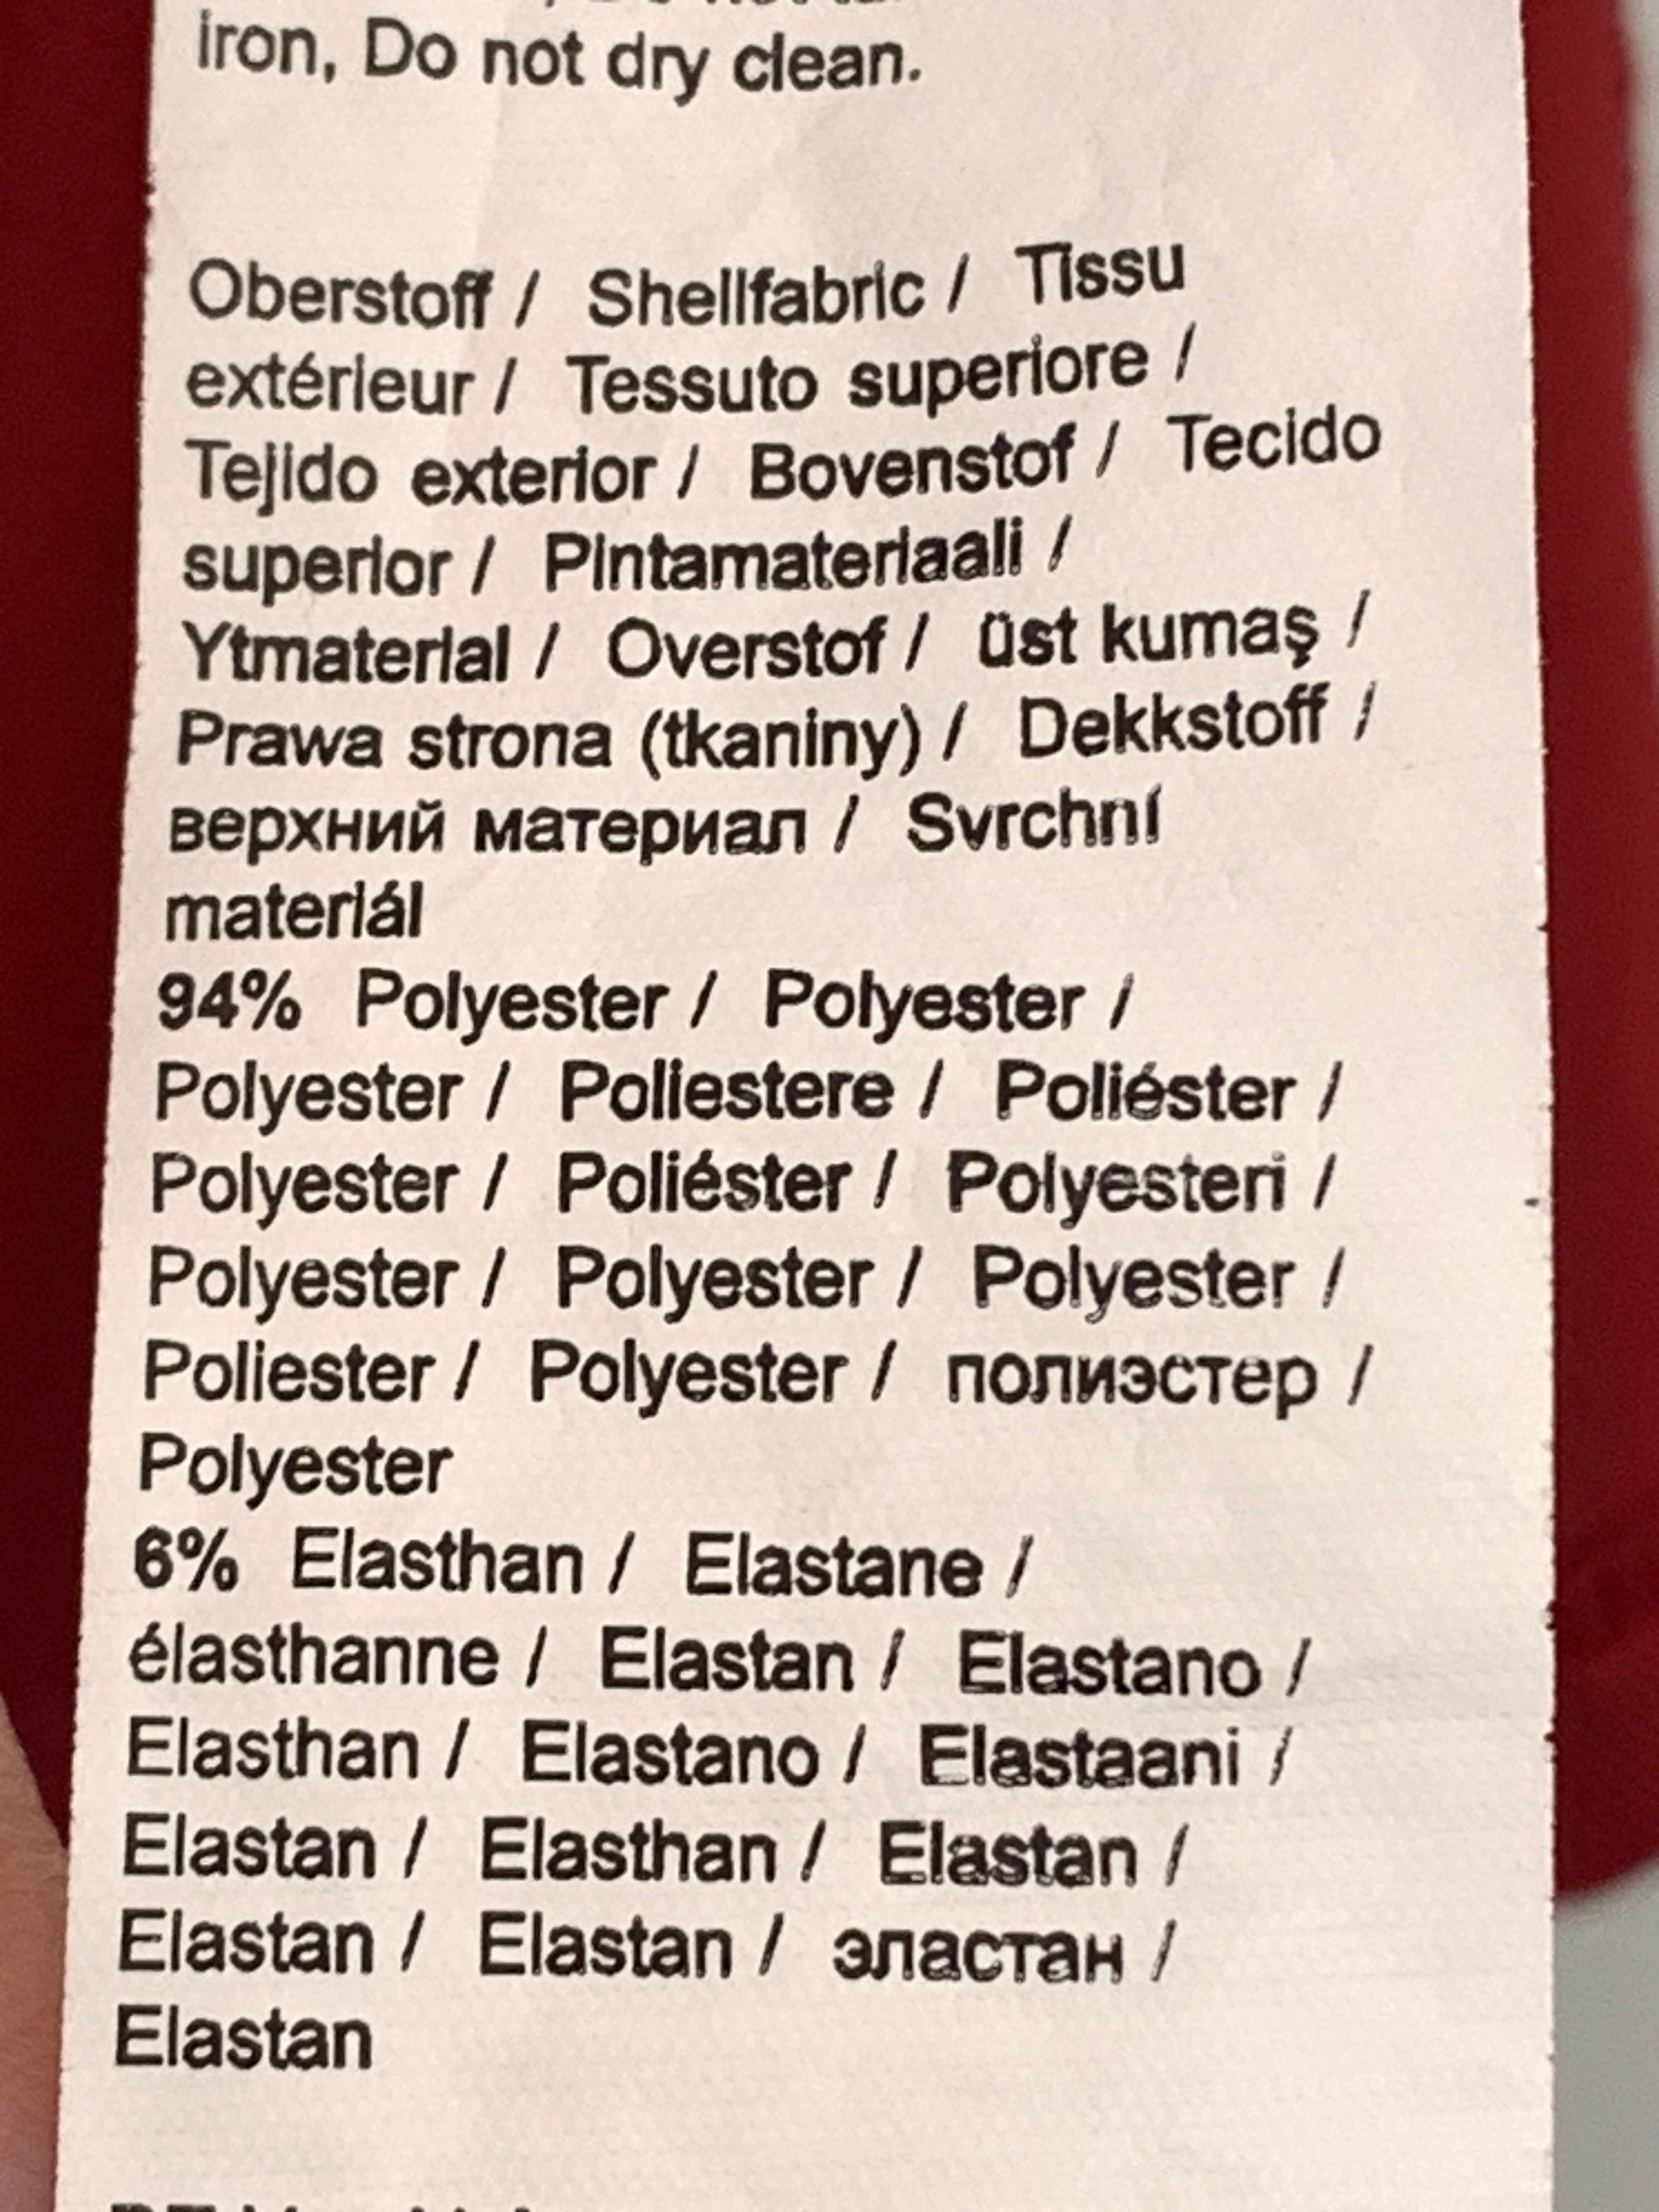 iron, Do not dry clean.
Oberstoff / Shellfabric / Tissu
extérieur / Tessuto superiore /
Tejido exterior / Bovenstof / Tecido
superior / Pintamateriaali /
Ytmaterial / Overstof / üst kumaş /
Prawa strona (tkaniny) / Dekkstoff /
верхний материал / Svrchní
materiál
94% Polyester / Polyester /
Polyester / Poliestere / Poliéster /
Polyester / Poliéster / Polyesteri /
Polyester / Polyester / Polyester /
Poliester / Polyester / полиэстер /
Polyester
6% Elasthan / Elastane /
élasthanne / Elastan / Elastano /
Elasthan / Elastano / Elastaani /
Elastan / Elasthan / Elastan /
Elastan / Elastan / эластан /
Elastan